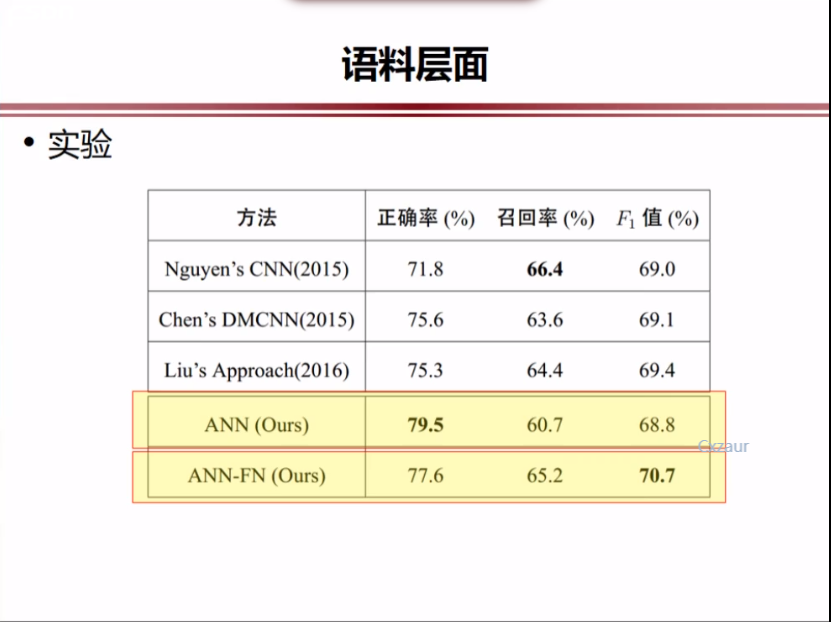 语料层面
• 实验
方法 正确率 (%) 召回率 (%) F₁ 值 (%)
Nguyen's CNN(2015) 71.8 66.4 69.0
Chen's DMCNN(2015) 75.6 63.6 69.1
Liu's Approach(2016) 75.3 64.4 69.4
ANN (Ours) 79.5 60.7 68.8
ANN-FN (Ours) 77.6 65.2 70.7